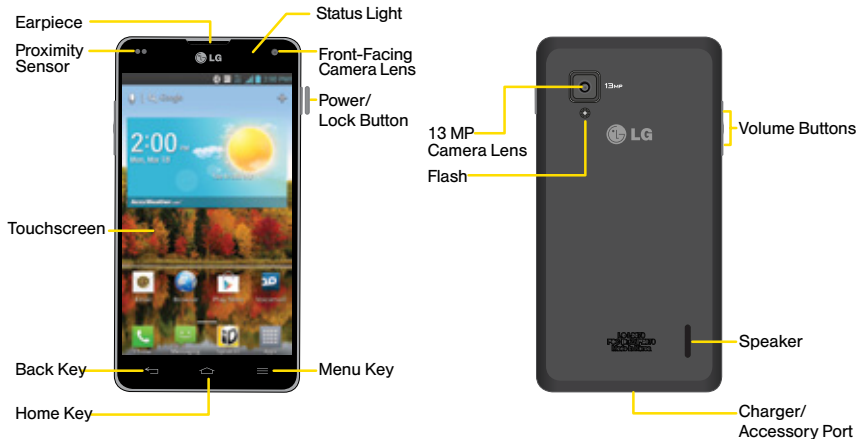 Earpiece
Proximity
Sensor
Status Light
Front-Facing
Camera Lens
Power/
Lock Button
LG
Google
2:00
Touchscreen
Back Key
Home Key
Menu Key
13MP
LG
13 MP
Camera Lens
Flash
Volume Buttons
Speaker
Charger/
Accessory Port